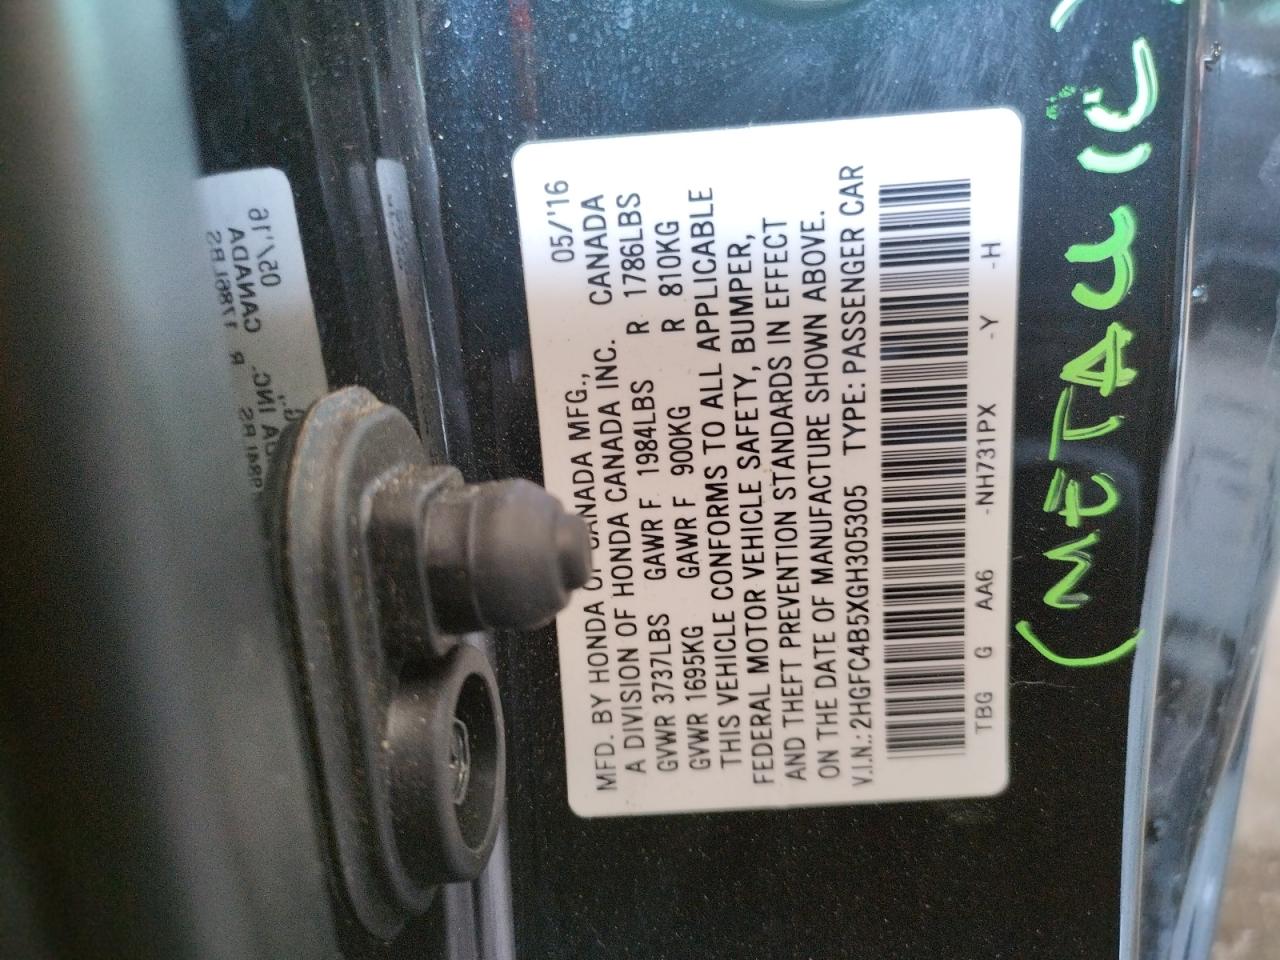 MFD. BY HONDA OF CANADA MFG., 05/'16
A DIVISION OF HONDA CANADA INC. CANADA
GVWR 3737LBS GAWR F 1984LBS R 1786LBS
GVWR 1695KG GAWR F 900KG R 810KG
THIS VEHICLE CONFORMS TO ALL APPLICABLE
FEDERAL MOTOR VEHICLE SAFETY, BUMPER,
AND THEFT PREVENTION STANDARDS IN EFFECT
ON THE DATE OF MANUFACTURE SHOWN ABOVE.
V.I.N.: 2HGFC4B5XGH305305 TYPE: PASSENGER CAR
TBG G AA6 -NH731PX -Y -H
(METALLIC)